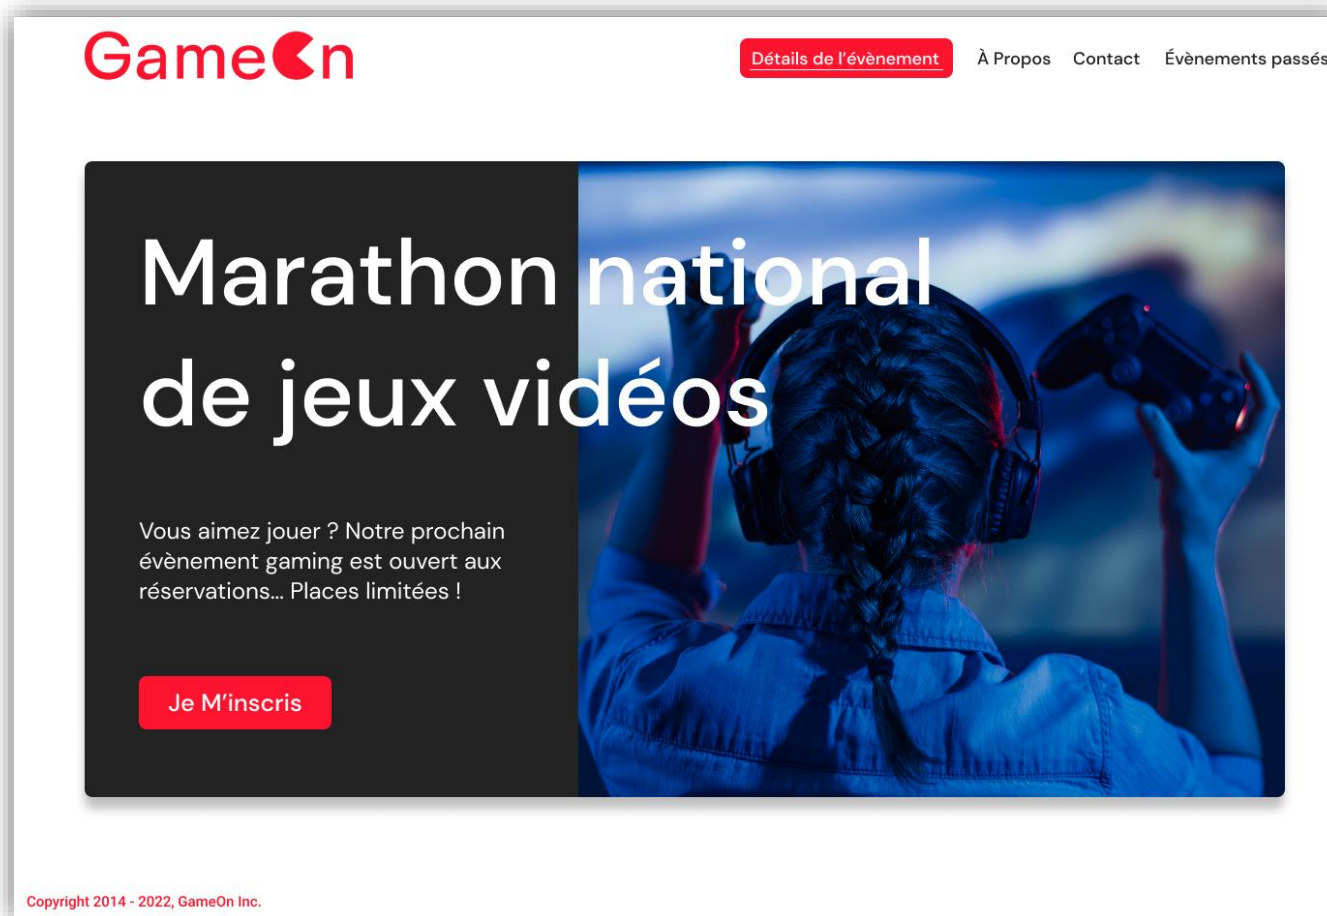 GameOn
Détails de l'évènement À Propos Contact Évènements passés
Marathon national
de jeux vidéos
Vous aimez jouer ? Notre prochain
évènement gaming est ouvert aux
réservations... Places limitées !
Je M'inscris
Copyright 2014 - 2022, GameOn Inc.